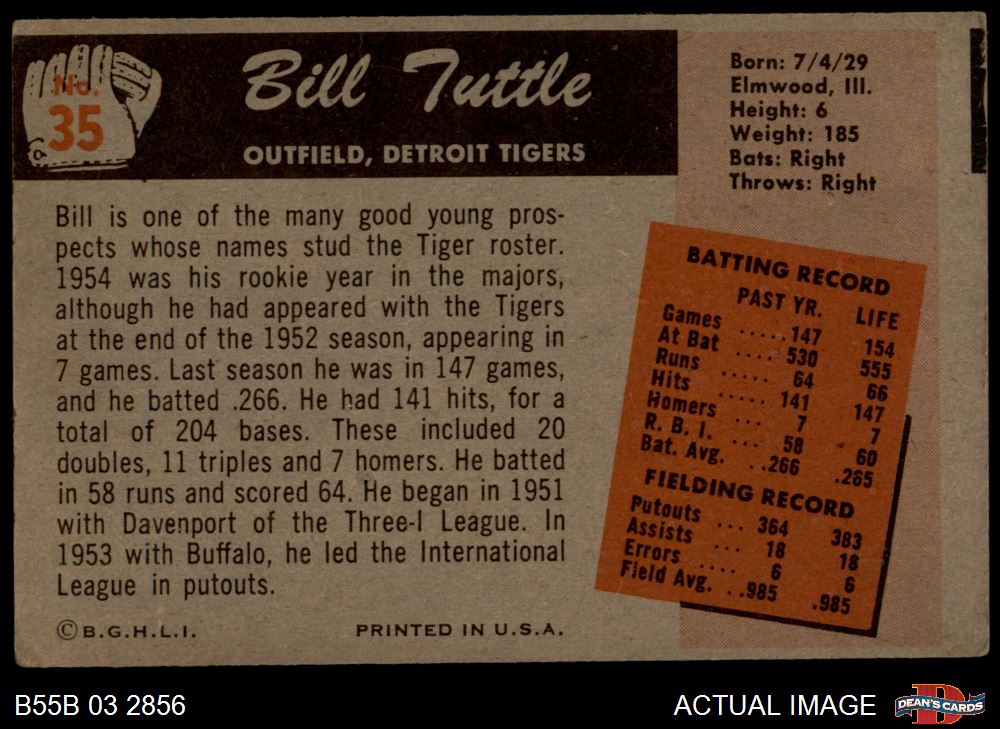 No.
35
Bill Tuttle
OUTFIELD, DETROIT TIGERS
Born: 7/4/29
Elmwood, Ill.
Height: 6
Weight: 185
Bats: Right
Throws: Right
Bill is one of the many good young pros-
pects whose names stud the Tiger roster.
1954 was his rookie year in the majors,
although he had appeared with the Tigers
at the end of the 1952 season, appearing in
7 games. Last season he was in 147 games,
and he batted .266. He had 141 hits, for a
total of 204 bases. These included 20
doubles, 11 triples and 7 homers. He batted
in 58 runs and scored 64. He began in 1951
with Davenport of the Three-I League. In
1953 with Buffalo, he led the International
League in putouts.
BATTING RECORD
PAST YR. LIFE
Games ..... 147 154
At Bat .... 530 555
Runs ..... 64 66
Hits ..... 141 147
Homers ... 7 7
R. B. I. ... 58 60
Bat. Avg. ..266 .265
FIELDING RECORD
Putouts ... 364 383
Assists ... 18 18
Errors .... 6 6
Field Avg. ..985 .985
© B.G.H.L.I. PRINTED IN U.S.A.
B55B 03 2856 ACTUAL IMAGE DEAN'S CARDS